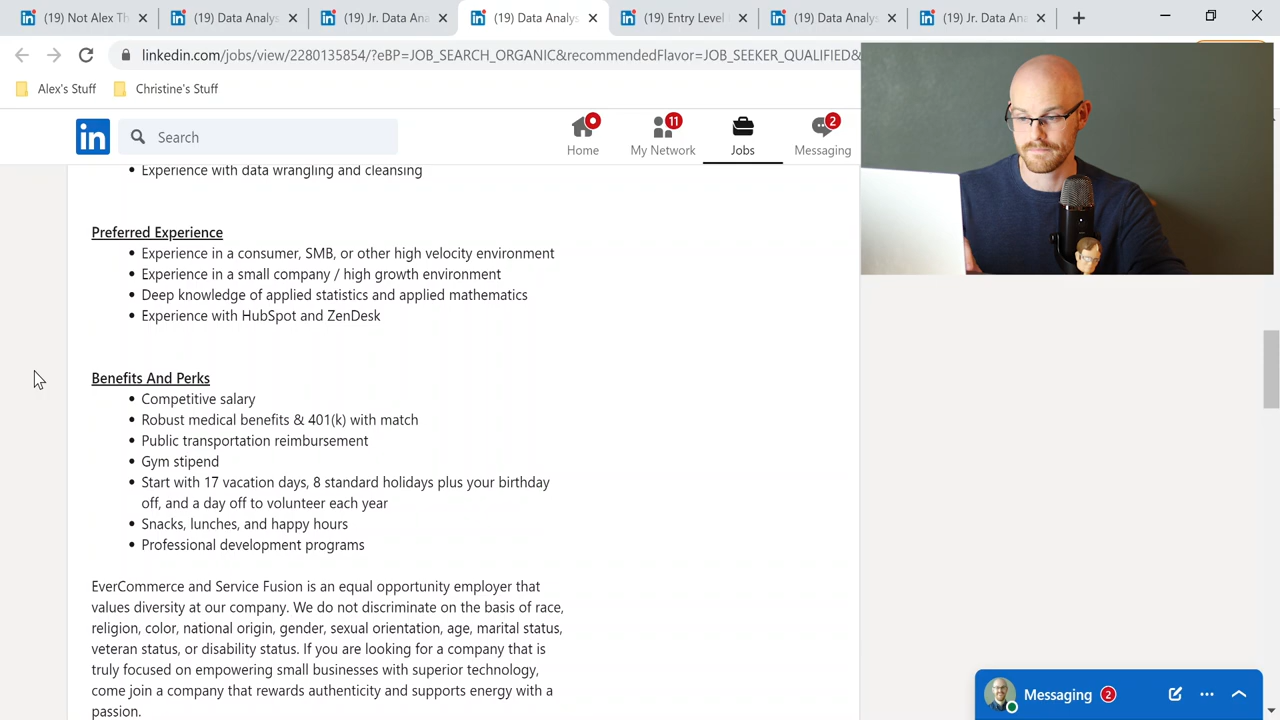 (19) Not Alex Th
(19) Data Analys
(19) Jr. Data Ana
(19) Data Analys
(19) Entry Level
(19) Data Analys
(19) Jr. Data Ana
linkedin.com/jobs/view/2280135854/?eBP=JOB_SEARCH_ORGANIC&recommendedFlavor=JOB_SEEKER_QUALIFIED&
Alex's Stuff
Christine's Stuff
in
Search
11
2
Home
My Network
Jobs
Messaging
• Experience with data wrangling and cleansing
Preferred Experience
• Experience in a consumer, SMB, or other high velocity environment
• Experience in a small company / high growth environment
• Deep knowledge of applied statistics and applied mathematics
• Experience with HubSpot and ZenDesk
Benefits And Perks
• Competitive salary
• Robust medical benefits & 401(k) with match
• Public transportation reimbursement
• Gym stipend
• Start with 17 vacation days, 8 standard holidays plus your birthday
off, and a day off to volunteer each year
• Snacks, lunches, and happy hours
• Professional development programs
EverCommerce and Service Fusion is an equal opportunity employer that
values diversity at our company. We do not discriminate on the basis of race,
religion, color, national origin, gender, sexual orientation, age, marital status,
veteran status, or disability status. If you are looking for a company that is
truly focused on empowering small businesses with superior technology,
come join a company that rewards authenticity and supports energy with a
passion.
Messaging 2